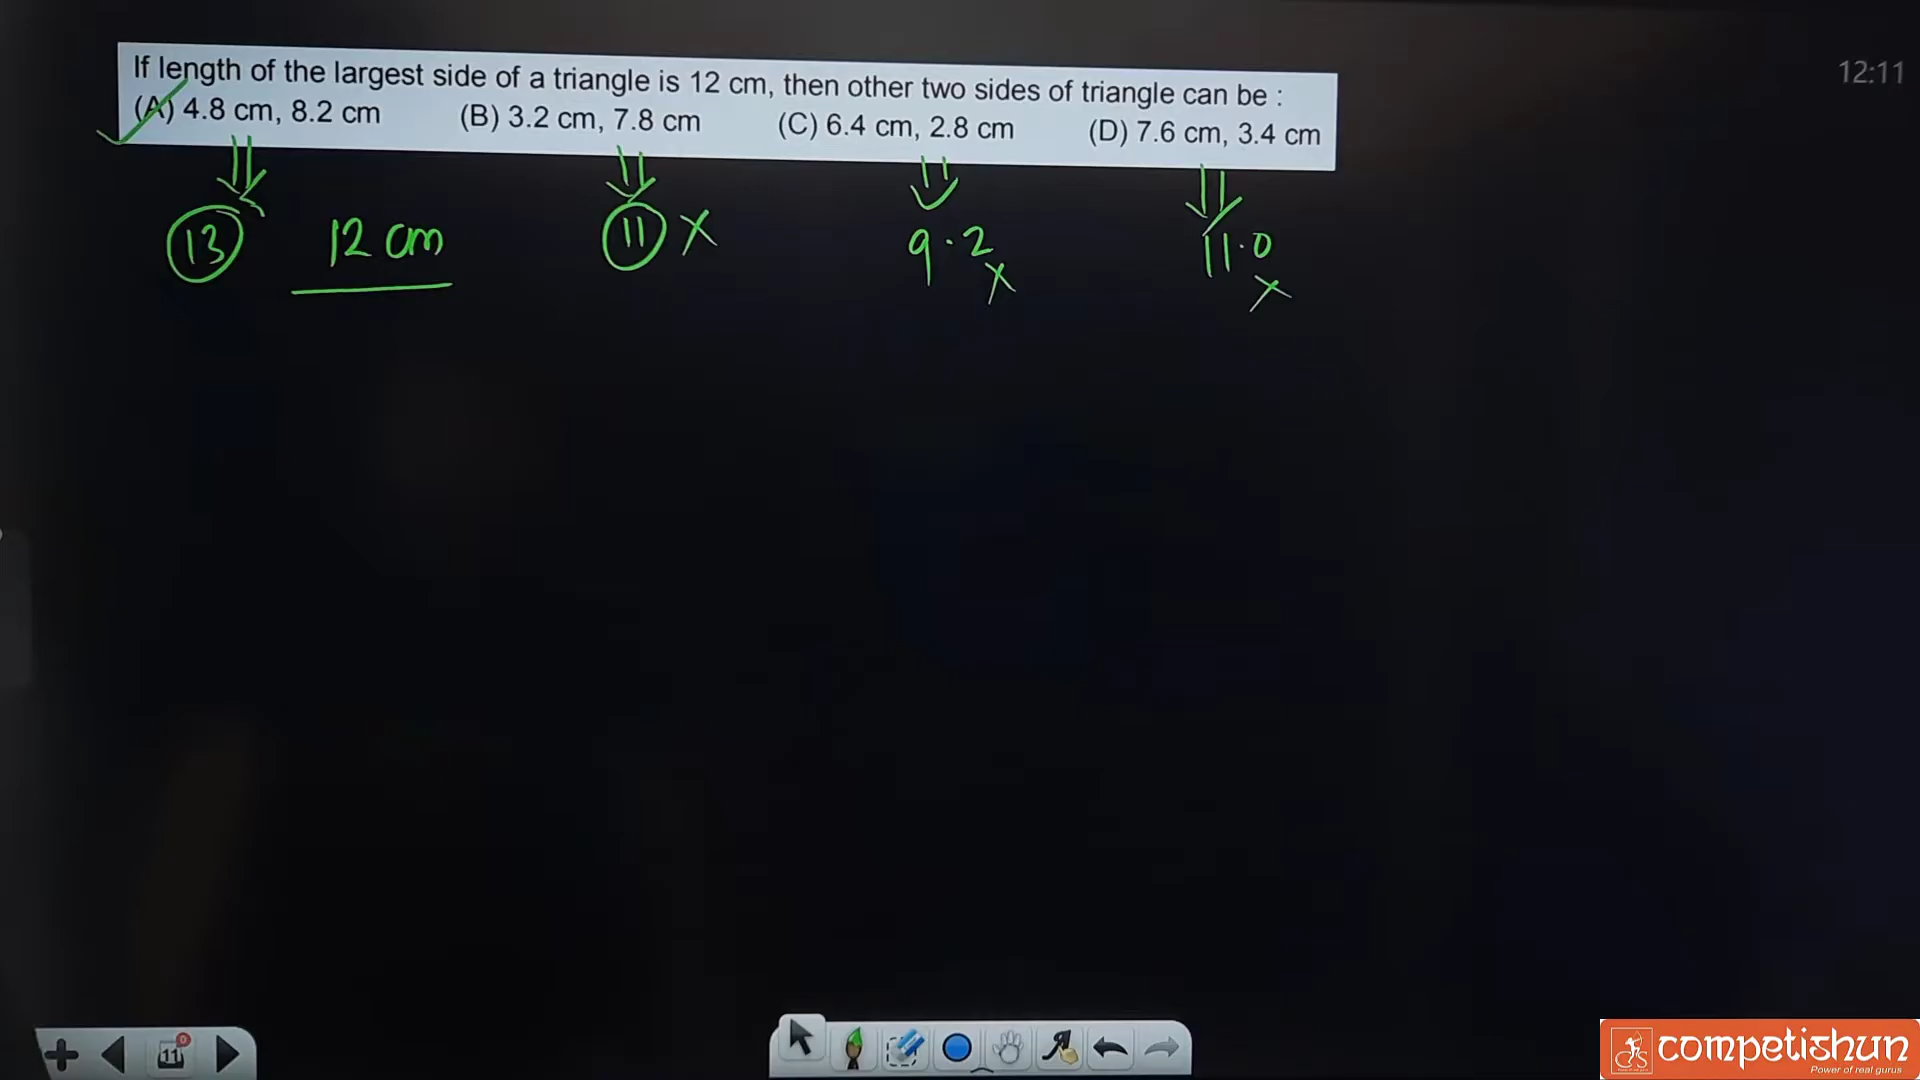 12:11
If length of the largest side of a triangle is 12 cm, then other two sides of triangle can be :
(A) 4.8 cm, 8.2 cm (B) 3.2 cm, 7.8 cm (C) 6.4 cm, 2.8 cm (D) 7.6 cm, 3.4 cm
13 12 cm 11 X 9.2 X 11.0 X
11 0
competishun
Power of real gurus